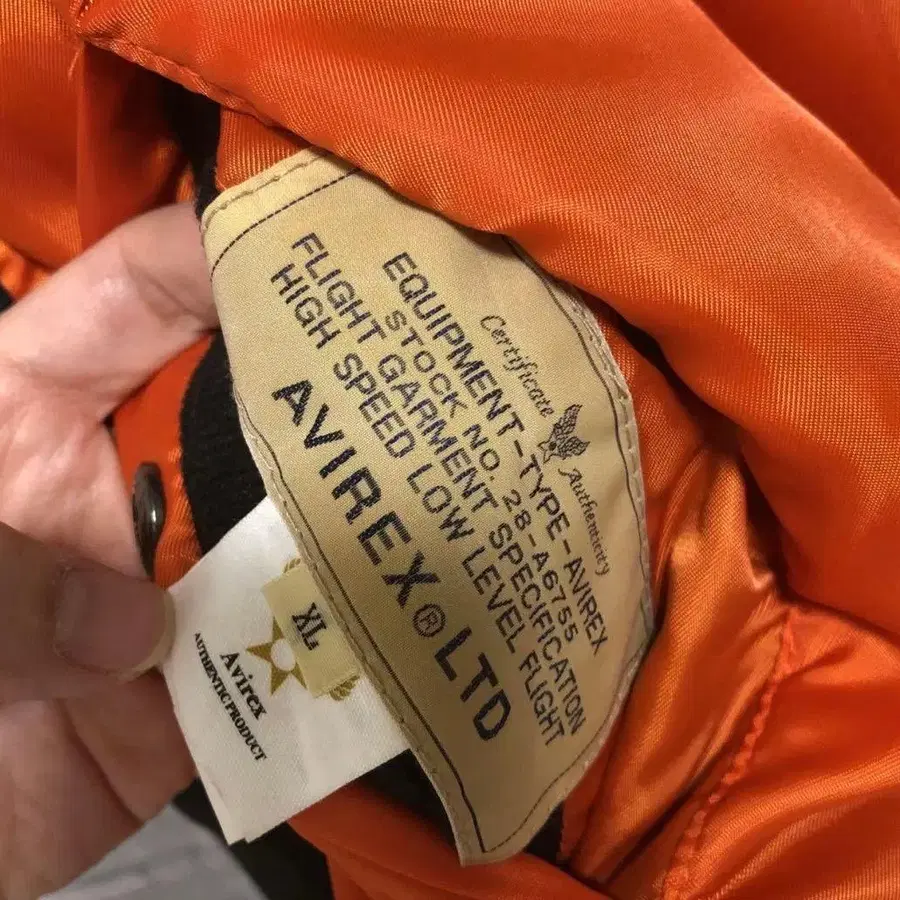 Certificate Authenticity
EQUIPMENT-TYPE-AVIREX
STOCK NO. 28-A6755
FLIGHT GARMENT SPECIFICATION
HIGH SPEED LOW LEVEL FLIGHT
AVIREX® LTD
XL
Avirex
AUTHENTIC PRODUCT